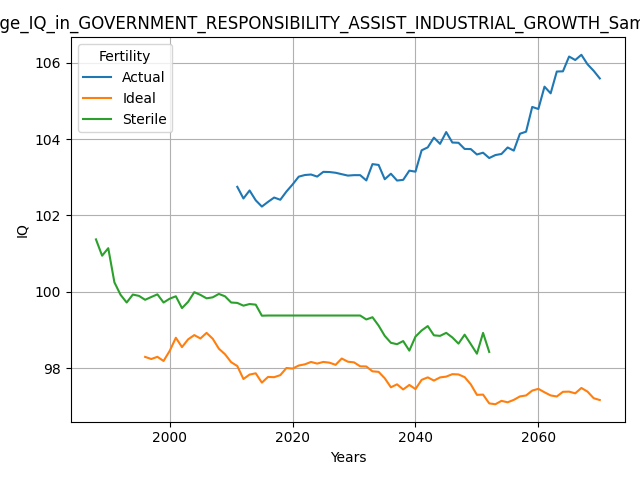 ge_IQ_in_GOVERNMENT_RESPONSIBILITY_ASSIST_INDUSTRIAL_GROWTH_Sam
Fertility
Actual
Ideal
Sterile
106
104
102
100
98
IQ
2000 2020 2040 2060
Years